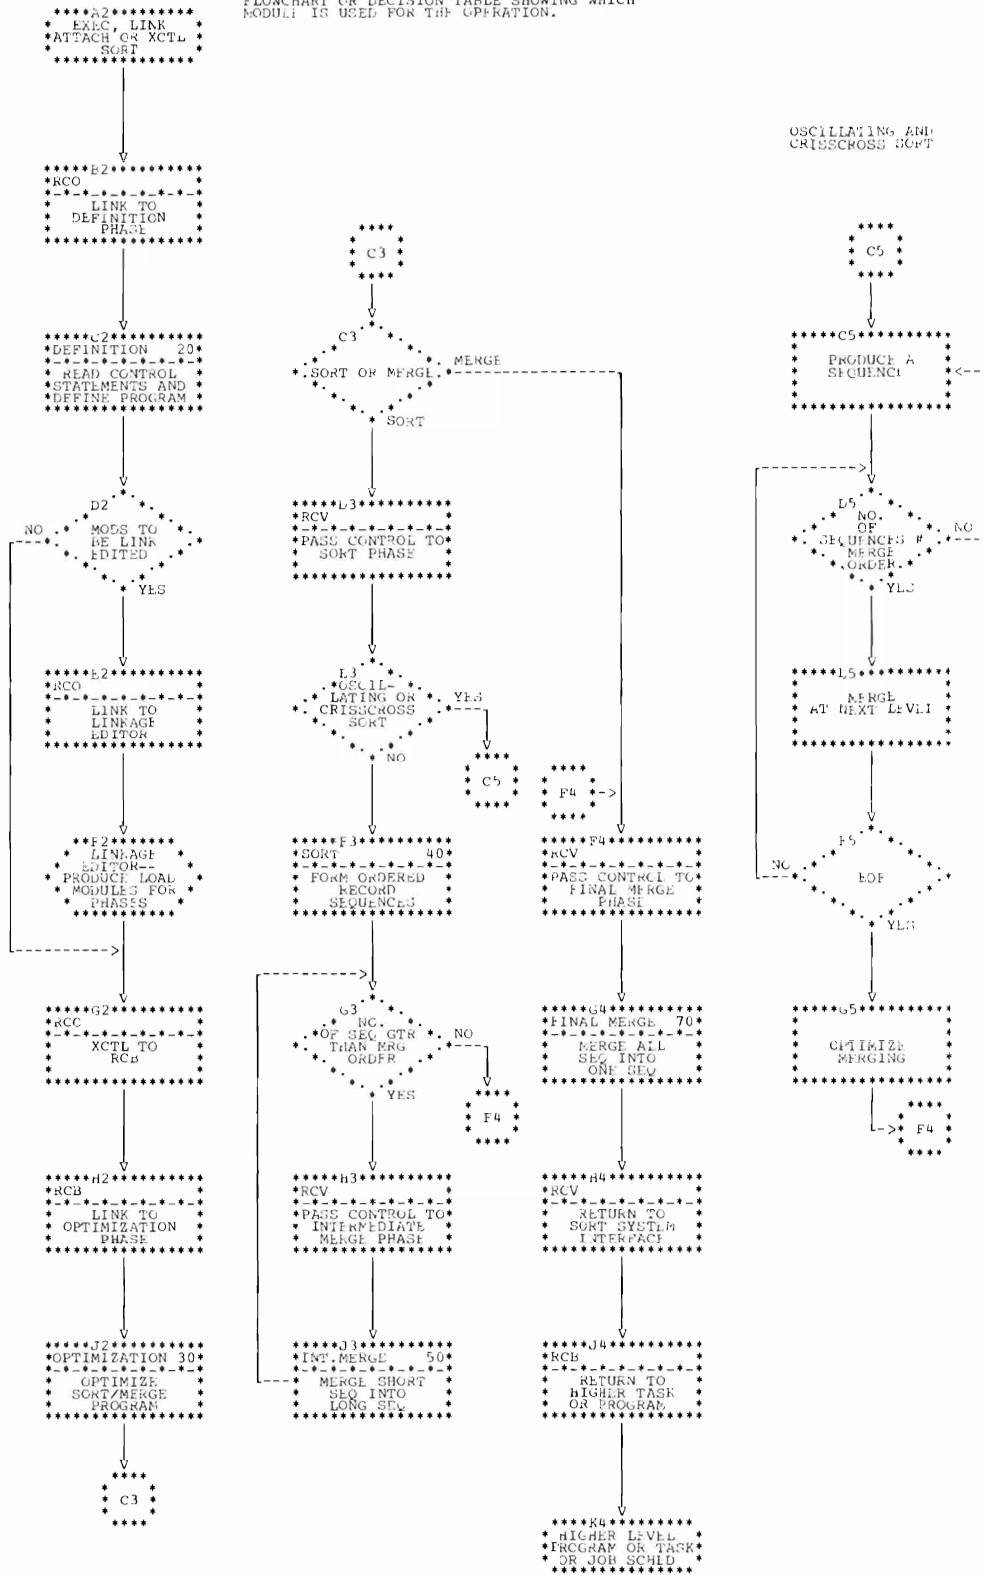 FLOWCHART OR DECISION TABLE SHOWING WHICH
MODULE IS USED FOR THE OPERATION.
*****A2*********
* EXEC, LINK *
*ATTACH OR XCTL *
* SORT *
****************
OSCILLATING AND
CRISSCROSS SORT
*****B2*********
*RCO *
*-*-*-*-*-*-*-*-*
* LINK TO *
* DEFINITION *
* PHASE *
****************
C3
C5
*****C2*********
*DEFINITION 20*
*-*-*-*-*-*-*-*-*
* READ CONTROL *
*STATEMENTS AND *
*DEFINE PROGRAM *
****************
C3
SORT OR MERGE
MERGE
SORT
*****C5*********
PRODUCE A
SEQUENCE
D2
MODS TO
BE LINK
EDITED
NO
YES
*****D3*********
*RCV *
*-*-*-*-*-*-*-*-*
*PASS CONTROL TO*
* SORT PHASE *
****************
D5
NO.
OF
SEQUENCES #
MERGE
ORDER
NO
YES
*****E2*********
*RCO *
*-*-*-*-*-*-*-*-*
* LINK TO *
* LINKAGE *
* EDITOR *
****************
E3
OSCIL-
LATING OR
CRISSCROSS
SORT
YES
NO
C5
*****E5*********
MERGE
AT NEXT LEVEL
F4
****F2*********
LINKAGE
EDITOR--
PRODUCE LOAD
MODULES FOR
PHASES
*****F3*********
*SORT 40*
*-*-*-*-*-*-*-*-*
* FORM ORDERED *
* RECORD *
* SEQUENCES *
****************
*****F4*********
*RCV *
*-*-*-*-*-*-*-*-*
*PASS CONTROL TO*
* FINAL MERGE *
* PHASE *
****************
F5
EOF
NO
YES
*****G2*********
*RCO *
*-*-*-*-*-*-*-*-*
* XCTL TO *
* RCB *
****************
G3
NO.
OF SEQ GTR
THAN MRG
ORDER
NO
YES
F4
*****G4*********
*FINAL MERGE 70*
*-*-*-*-*-*-*-*-*
* MERGE ALL *
* SEQ INTO *
* ONE SEQ *
****************
*****G5*********
OPTIMIZE
MERGING
F4
*****H2*********
*RCB *
*-*-*-*-*-*-*-*-*
* LINK TO *
* OPTIMIZATION *
* PHASE *
****************
*****H3*********
*RCV *
*-*-*-*-*-*-*-*-*
*PASS CONTROL TO*
* INTERMEDIATE *
* MERGE PHASE *
****************
*****H4*********
*RCV *
*-*-*-*-*-*-*-*-*
* RETURN TO *
* SORT SYSTEM *
* INTERFACE *
****************
*****J2*********
*OPTIMIZATION 30*
*-*-*-*-*-*-*-*-*
* OPTIMIZE *
* SORT/MERGE *
* PROGRAM *
****************
*****J3*********
*INT.MERGE 50*
*-*-*-*-*-*-*-*-*
* MERGE SHORT *
* SEQ INTO *
* LONG SEQ *
****************
*****J4*********
*RCB *
*-*-*-*-*-*-*-*-*
* RETURN TO *
* HIGHER TASK *
* OR PROGRAM *
****************
C3
****K4*********
* HIGHER LEVEL *
*PROGRAM OR TASK*
* OR JOB SCHED *
***************